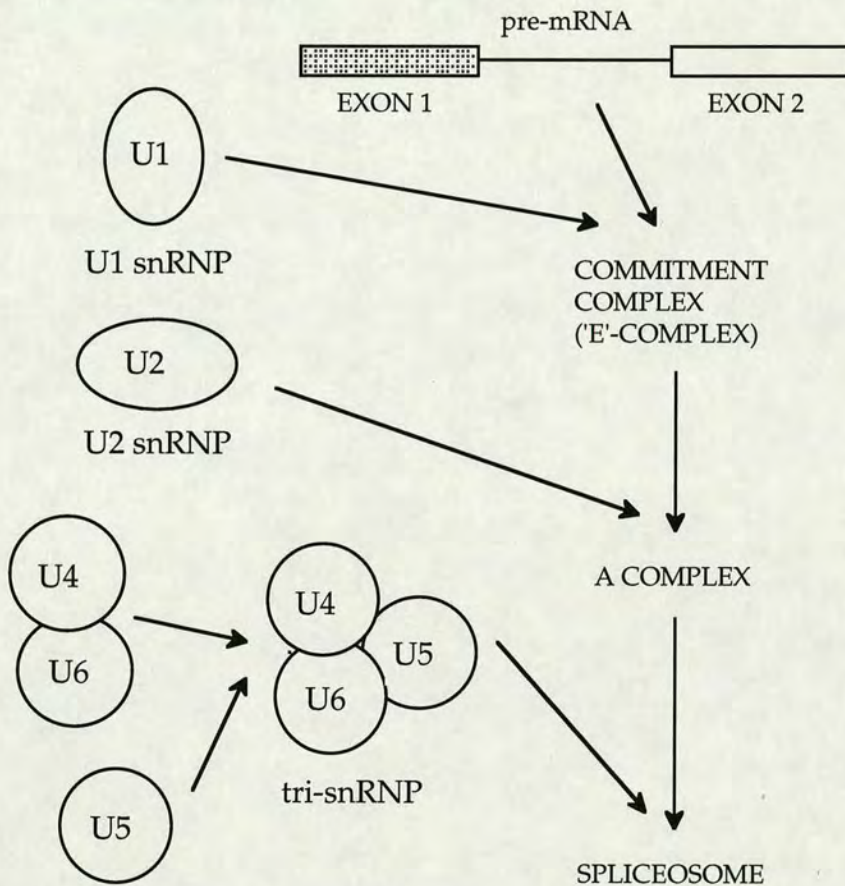 pre-mRNA
EXON 1
EXON 2
U1
U1 snRNP
COMMITMENT
COMPLEX
('E'-COMPLEX)
U2
U2 snRNP
U4
U6
U4
U5
U6
A COMPLEX
tri-snRNP
U5
SPLICEOSOME